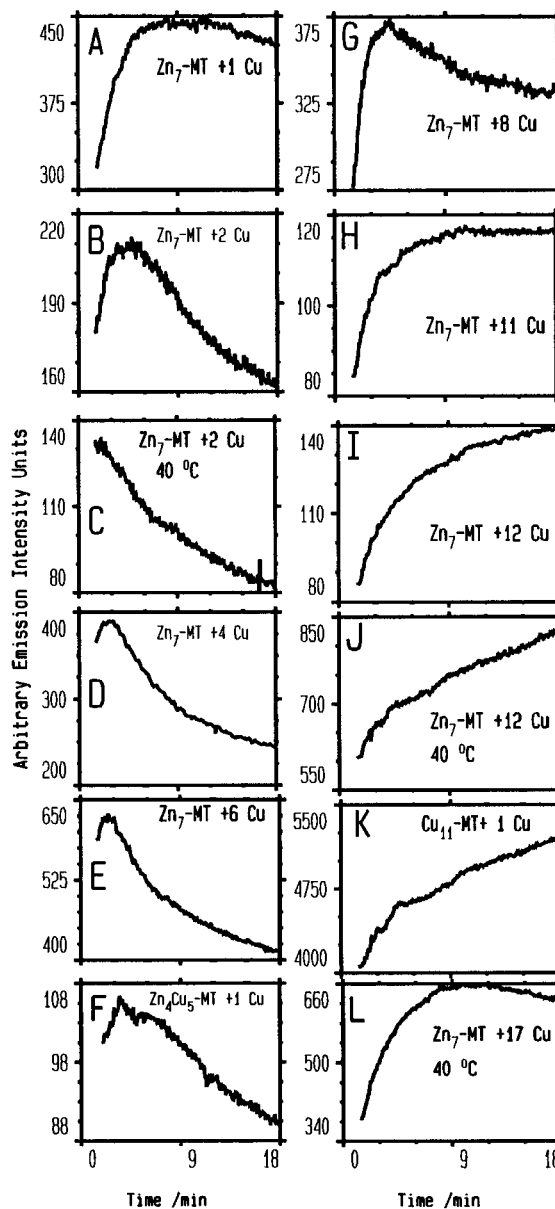 Arbitrary Emission Intensity Units
A
Zn₇-MT +1 Cu
450
375
300
B
Zn₇-MT +2 Cu
220
190
160
C
Zn₇-MT +2 Cu
40 ⁰C
140
110
80
D
Zn₇-MT +4 Cu
400
300
200
E
Zn₇-MT +6 Cu
650
525
400
F
Zn₄Cu₅-MT +1 Cu
108
98
88
0 9 18
Time /min
G
Zn₇-MT +8 Cu
375
325
275
H
Zn₇-MT +11 Cu
120
100
80
I
Zn₇-MT +12 Cu
140
110
80
J
Zn₇-MT +12 Cu
40 ⁰C
850
700
550
K
Cu₁₁-MT+ 1 Cu
5500
4750
4000
L
Zn₇-MT +17 Cu
40 ⁰C
660
500
340
0 9 18
Time /min